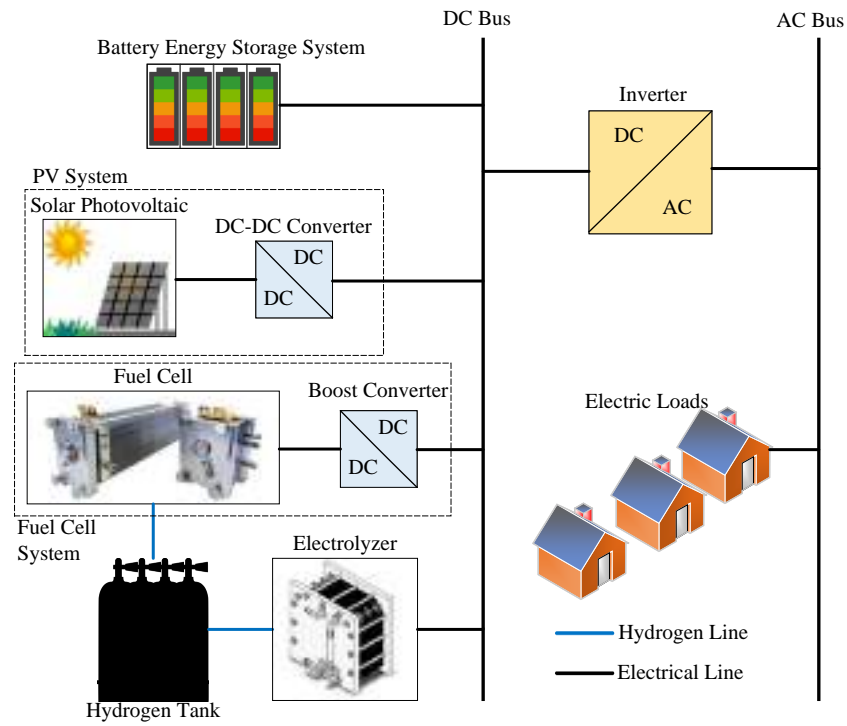 DC Bus
AC Bus
Battery Energy Storage System
Inverter
DC
AC
PV System
Solar Photovoltaic
DC-DC Converter
DC
DC
Fuel Cell
Boost Converter
DC
DC
Electric Loads
Fuel Cell
System
Electrolyzer
Hydrogen Line
Electrical Line
Hydrogen Tank